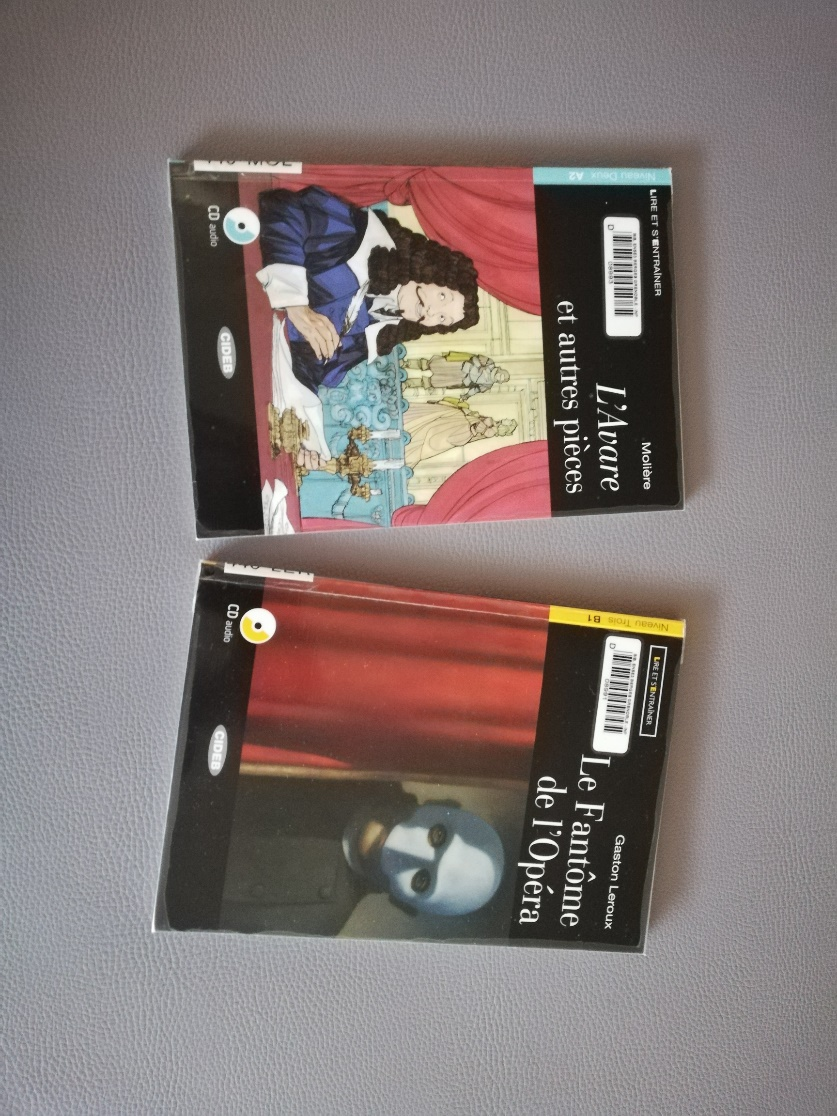 Niveau Deux A2
LIRE ET S'ENTRAÎNER
D
Molière
L'Avare
et autres pièces
CD audio
CIDEB
Niveau Trois B1
LIRE ET S'ENTRAÎNER
D
Gaston Leroux
Le Fantôme
de l'Opéra
CD audio
CIDEB